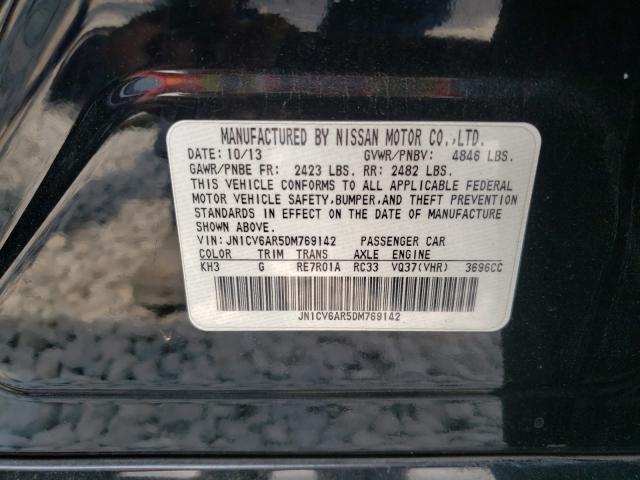 MANUFACTURED BY NISSAN MOTOR CO.,LTD.
DATE: 10/13 GVWR/PNBV: 4846 LBS.
GAWR/PNBE FR: 2423 LBS. RR: 2482 LBS.
THIS VEHICLE CONFORMS TO ALL APPLICABLE FEDERAL
MOTOR VEHICLE SAFETY,BUMPER,AND THEFT PREVENTION
STANDARDS IN EFFECT ON THE DATE OF MANUFACTURE
SHOWN ABOVE.
VIN: JN1CV6AR5DM769142 PASSENGER CAR
COLOR TRIM TRANS AXLE ENGINE
KH3 G RE7R01A RC33 VQ37(VHR) 3696CC
JN1CV6AR5DM769142